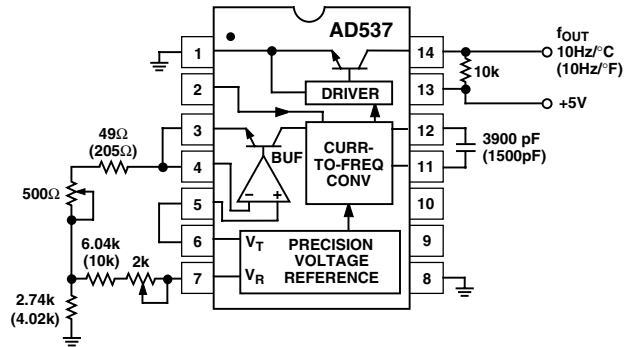 AD537
1
2
3
4
5
6
7
14
13
12
11
10
9
8
DRIVER
BUF
CURR-
TO-FREQ
CONV
–
+
VT
VR
PRECISION
VOLTAGE
REFERENCE
fOUT
10Hz/°C
(10Hz/°F)
10k
+5V
3900 pF
(1500pF)
49Ω
(205Ω)
500Ω
6.04k
(10k)
2k
2.74k
(4.02k)